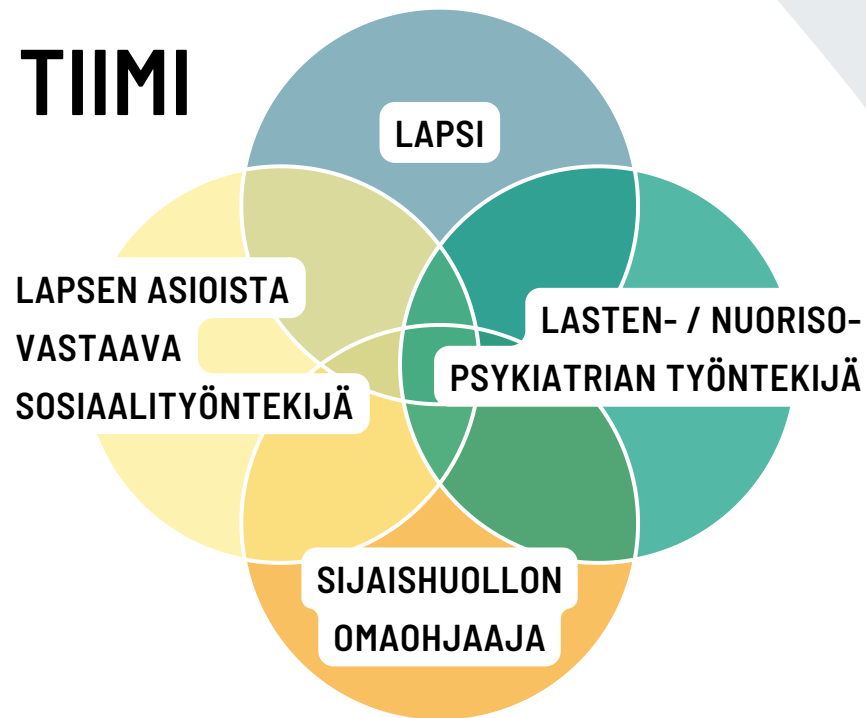 TIIMI
LAPSI
LAPSEN ASIOISTA
VASTAAVA
SOSIAALITYÖNTEKIJÄ
LASTEN- / NUORISO-
PSYKIATRIAN TYÖNTEKIJÄ
SIJAISHUOLLON
OMAOHJAAJA